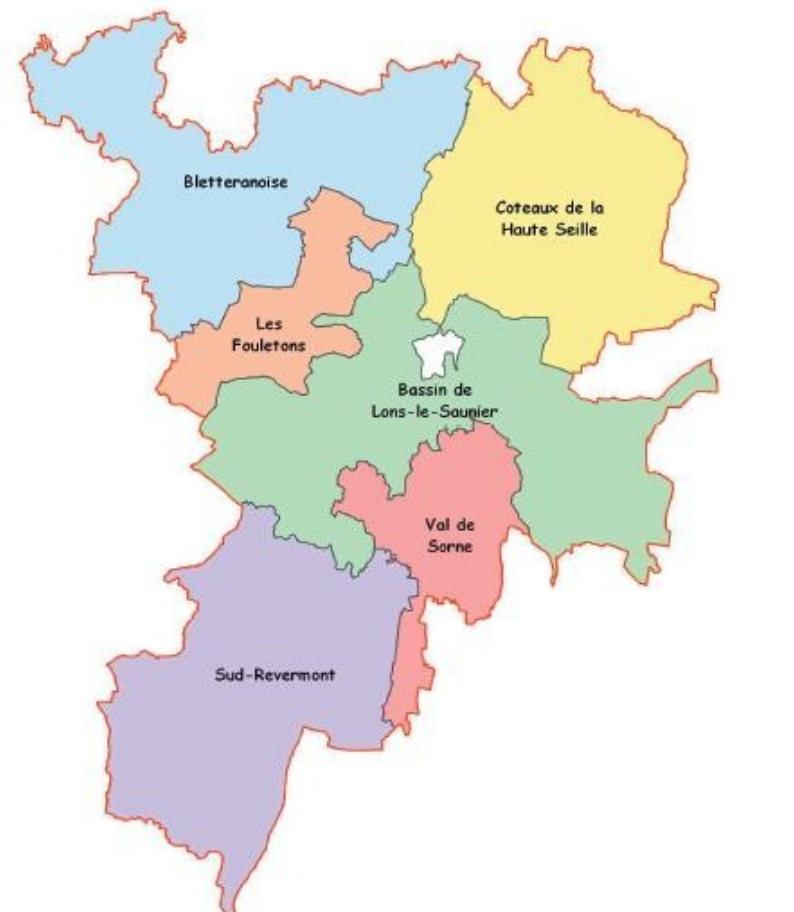 Bletteranoise
Coteaux de la
Haute Seille
Les
Fouletons
Bassin de
Lons-le-Saunier
Val de
Sorne
Sud-Revermont